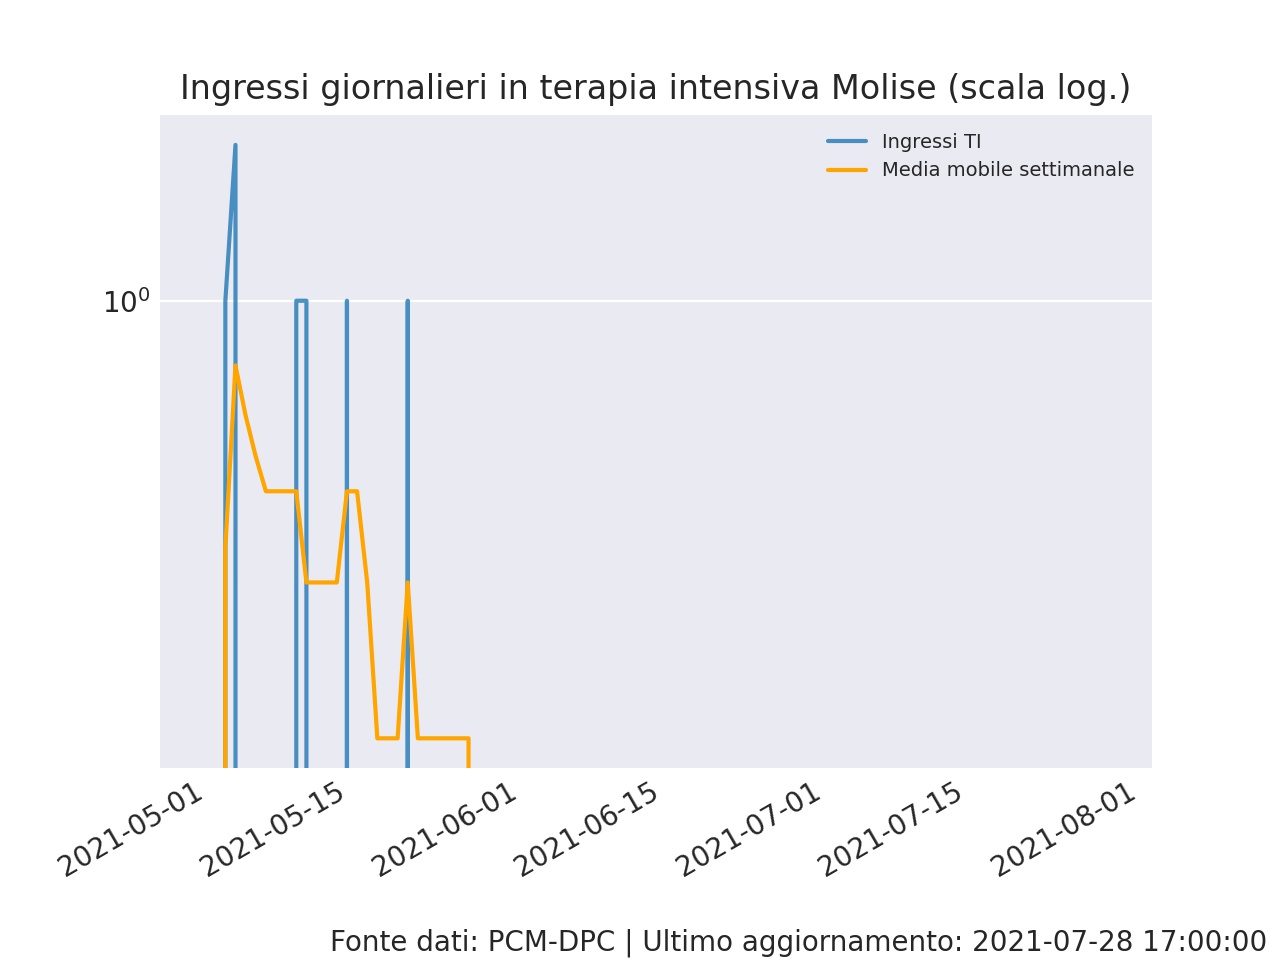 Ingressi giornalieri in terapia intensiva Molise (scala log.)
Ingressi TI
Media mobile settimanale
10⁰
2021-05-01
2021-05-15
2021-06-01
2021-06-15
2021-07-01
2021-07-15
2021-08-01
Fonte dati: PCM-DPC | Ultimo aggiornamento: 2021-07-28 17:00:00